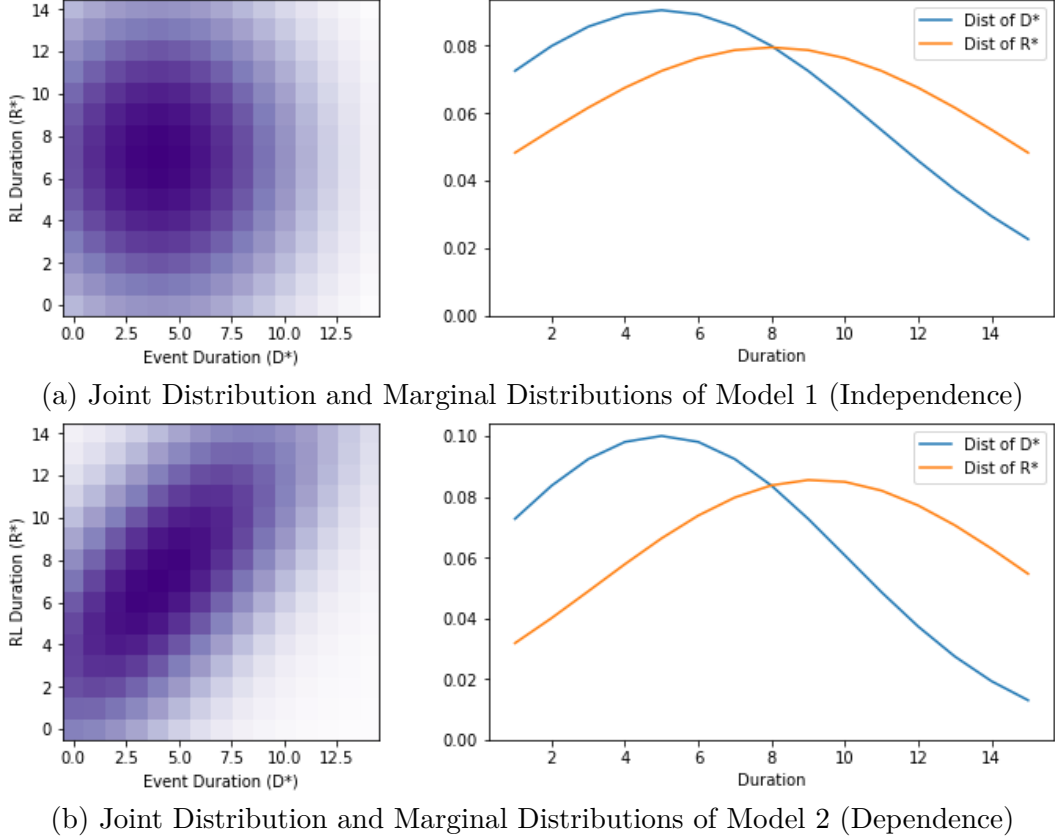 14
12
10
8
6
4
2
0
RL Duration (R*)
0.0 2.5 5.0 7.5 10.0 12.5
Event Duration (D*)
0.08
0.06
0.04
0.02
0.00
Dist of D*
Dist of R*
2 4 6 8 10 12 14
Duration
(a) Joint Distribution and Marginal Distributions of Model 1 (Independence)
14
12
10
8
6
4
2
0
RL Duration (R*)
0.0 2.5 5.0 7.5 10.0 12.5
Event Duration (D*)
0.10
0.08
0.06
0.04
0.02
0.00
Dist of D*
Dist of R*
2 4 6 8 10 12 14
Duration
(b) Joint Distribution and Marginal Distributions of Model 2 (Dependence)